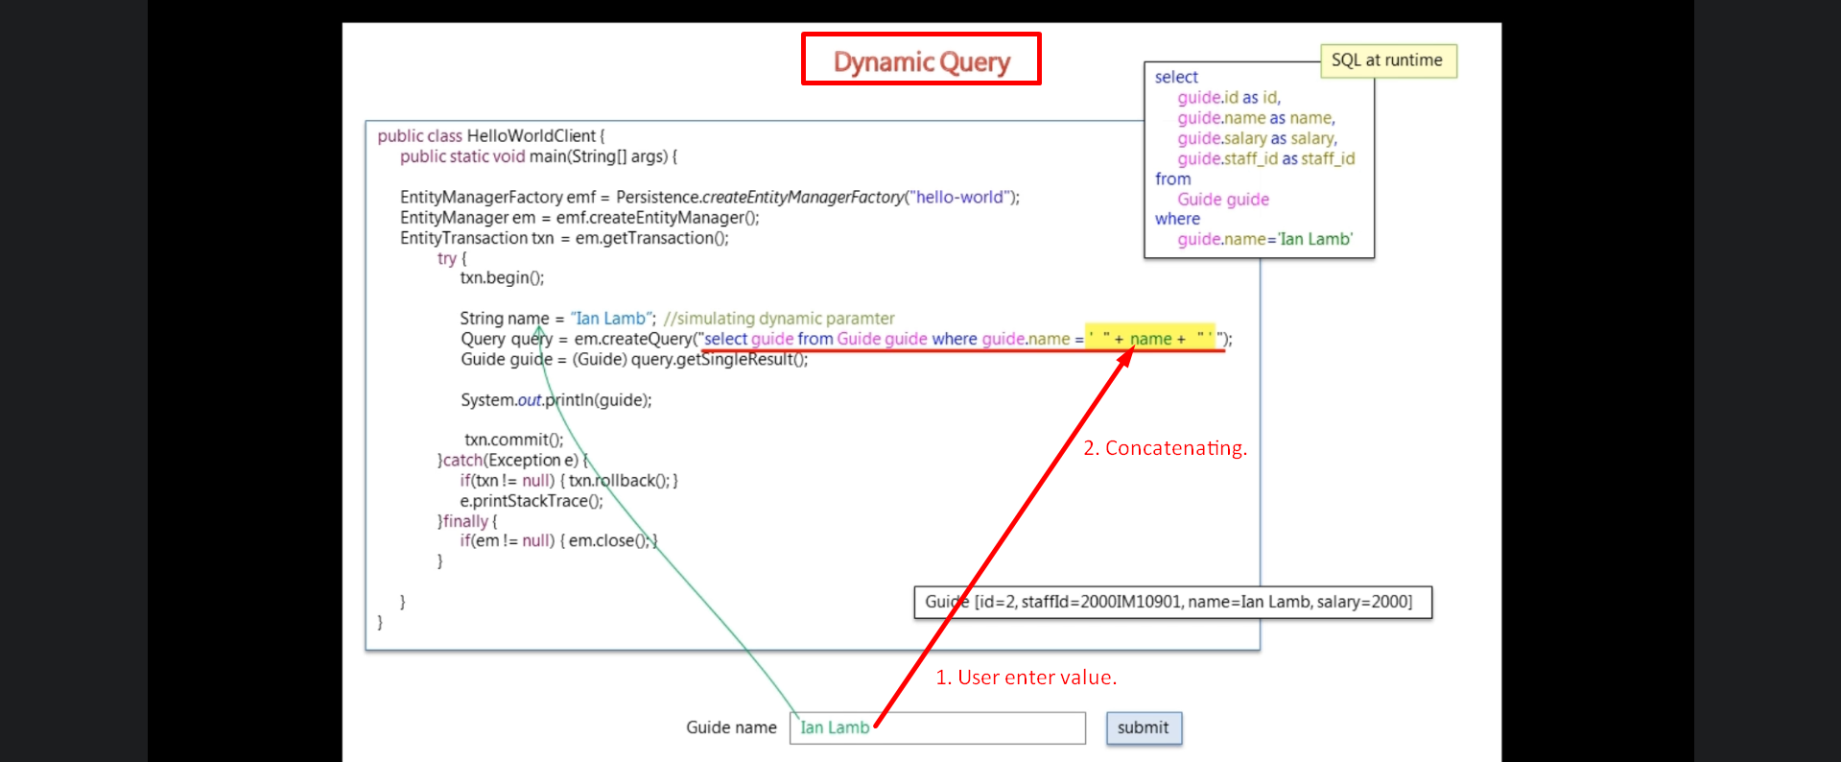 Dynamic Query
SQL at runtime
select
guide.id as id,
guide.name as name,
guide.salary as salary,
guide.staff_id as staff_id
from
Guide guide
where
guide.name='Ian Lamb'
public class HelloWorldClient {
public static void main(String[] args) {
EntityManagerFactory emf = Persistence.createEntityManagerFactory("hello-world");
EntityManager em = emf.createEntityManager();
EntityTransaction txn = em.getTransaction();
try {
txn.begin();
String name = "Ian Lamb"; //simulating dynamic paramter
Query query = em.createQuery("select guide from Guide guide where guide.name = ' " + name + " ' ");
Guide guide = (Guide) query.getSingleResult();
System.out.println(guide);
txn.commit();
}catch(Exception e) {
if(txn != null) { txn.rollback(); }
e.printStackTrace();
}finally {
if(em != null) { em.close(); }
}
}
}
2. Concatenating.
Guide [id=2, staffId=2000IM10901, name=Ian Lamb, salary=2000]
1. User enter value.
Guide name Ian Lamb submit